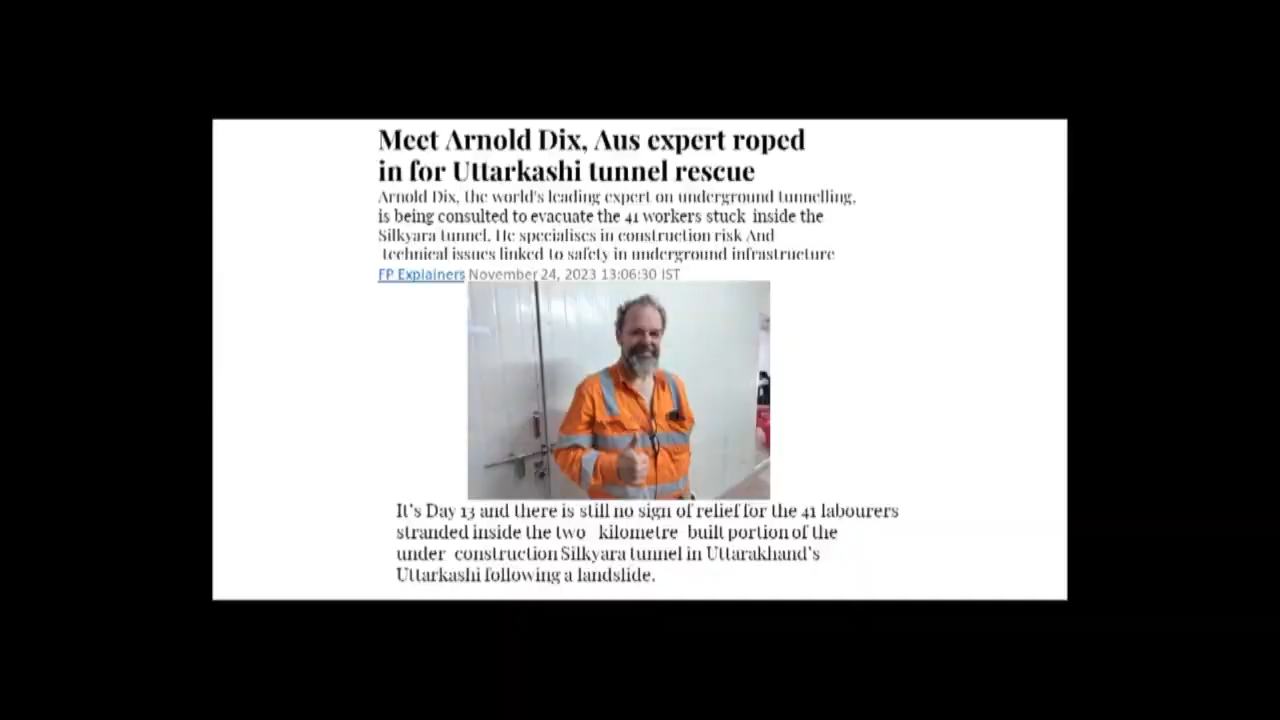 Meet Arnold Dix, Aus expert roped
in for Uttarkashi tunnel rescue
Arnold Dix, the world's leading expert on underground tunnelling,
is being consulted to evacuate the 41 workers stuck inside the
Silkyara tunnel. He specialises in construction risk And
technical issues linked to safety in underground infrastructure
FP Explainers November 24, 2023 13:06:30 IST
It's Day 13 and there is still no sign of relief for the 41 labourers
stranded inside the two kilometre built portion of the
under construction Silkyara tunnel in Uttarakhand's
Uttarkashi following a landslide.